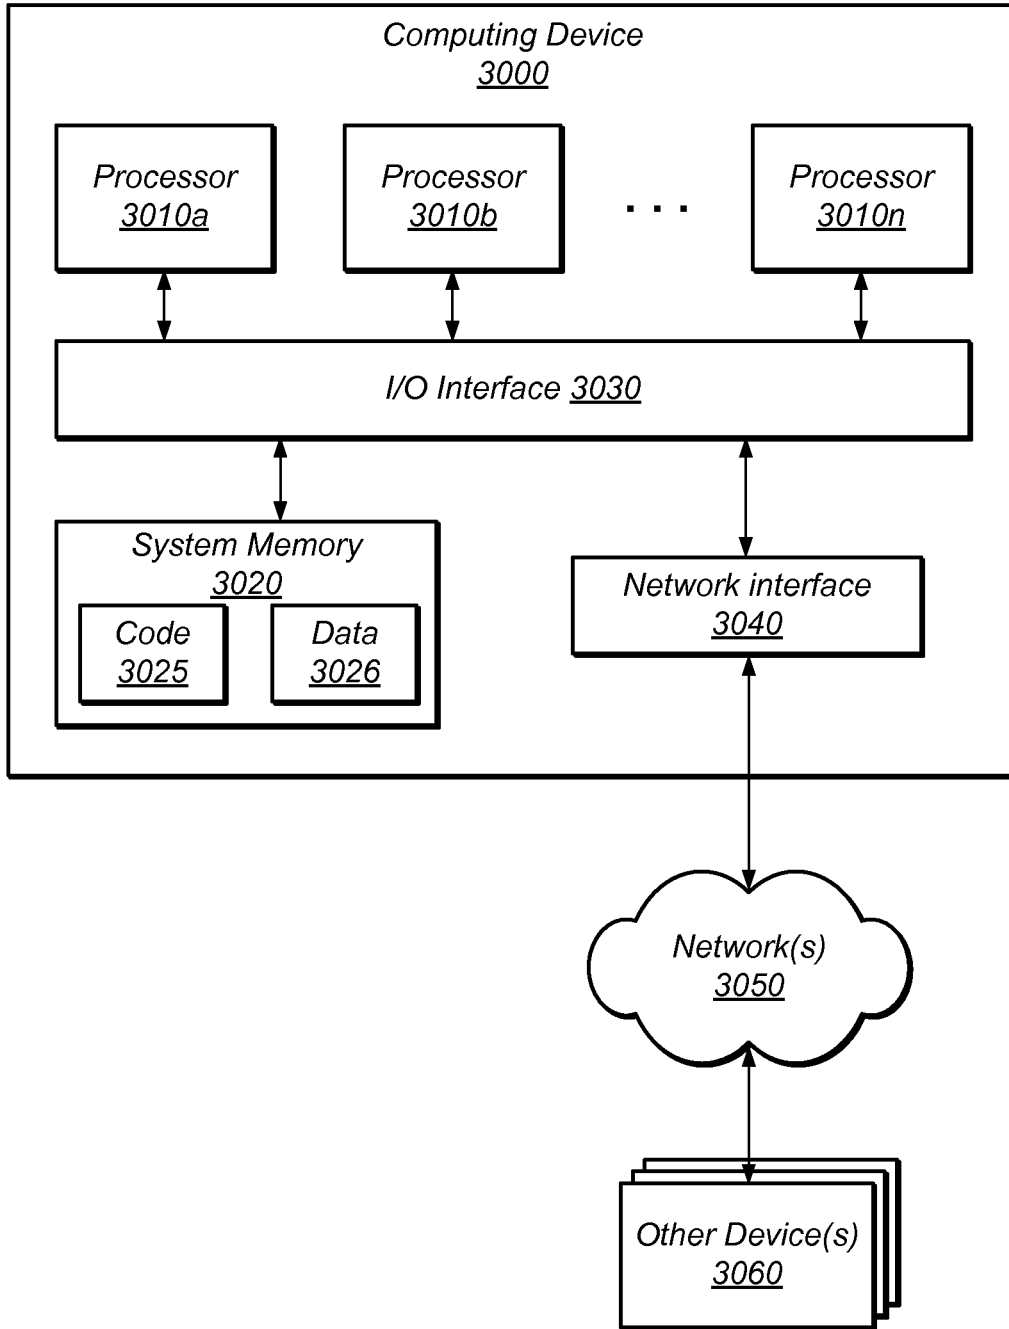 Computing Device
3000
Processor
3010a
Processor
3010b
. . .
Processor
3010n
I/O Interface 3030
System Memory
3020
Code
3025
Data
3026
Network interface
3040
Network(s)
3050
Other Device(s)
3060